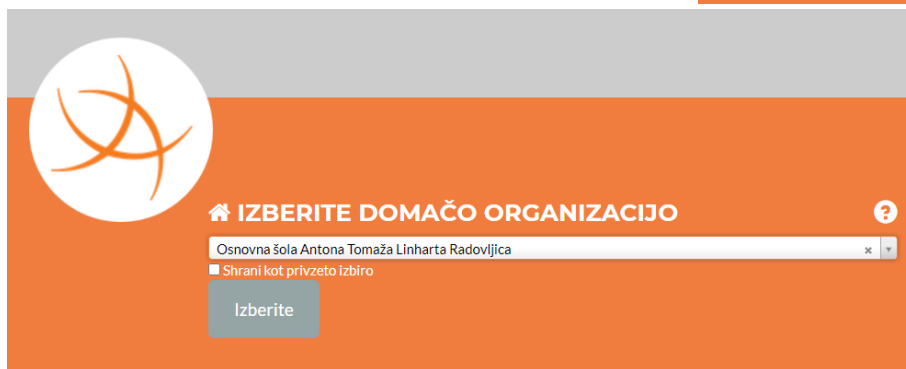 IZBERITE DOMAČO ORGANIZACIJO
Osnovna šola Antona Tomaža Linharta Radovljica
Shrani kot privzeto izbiro
Izberite